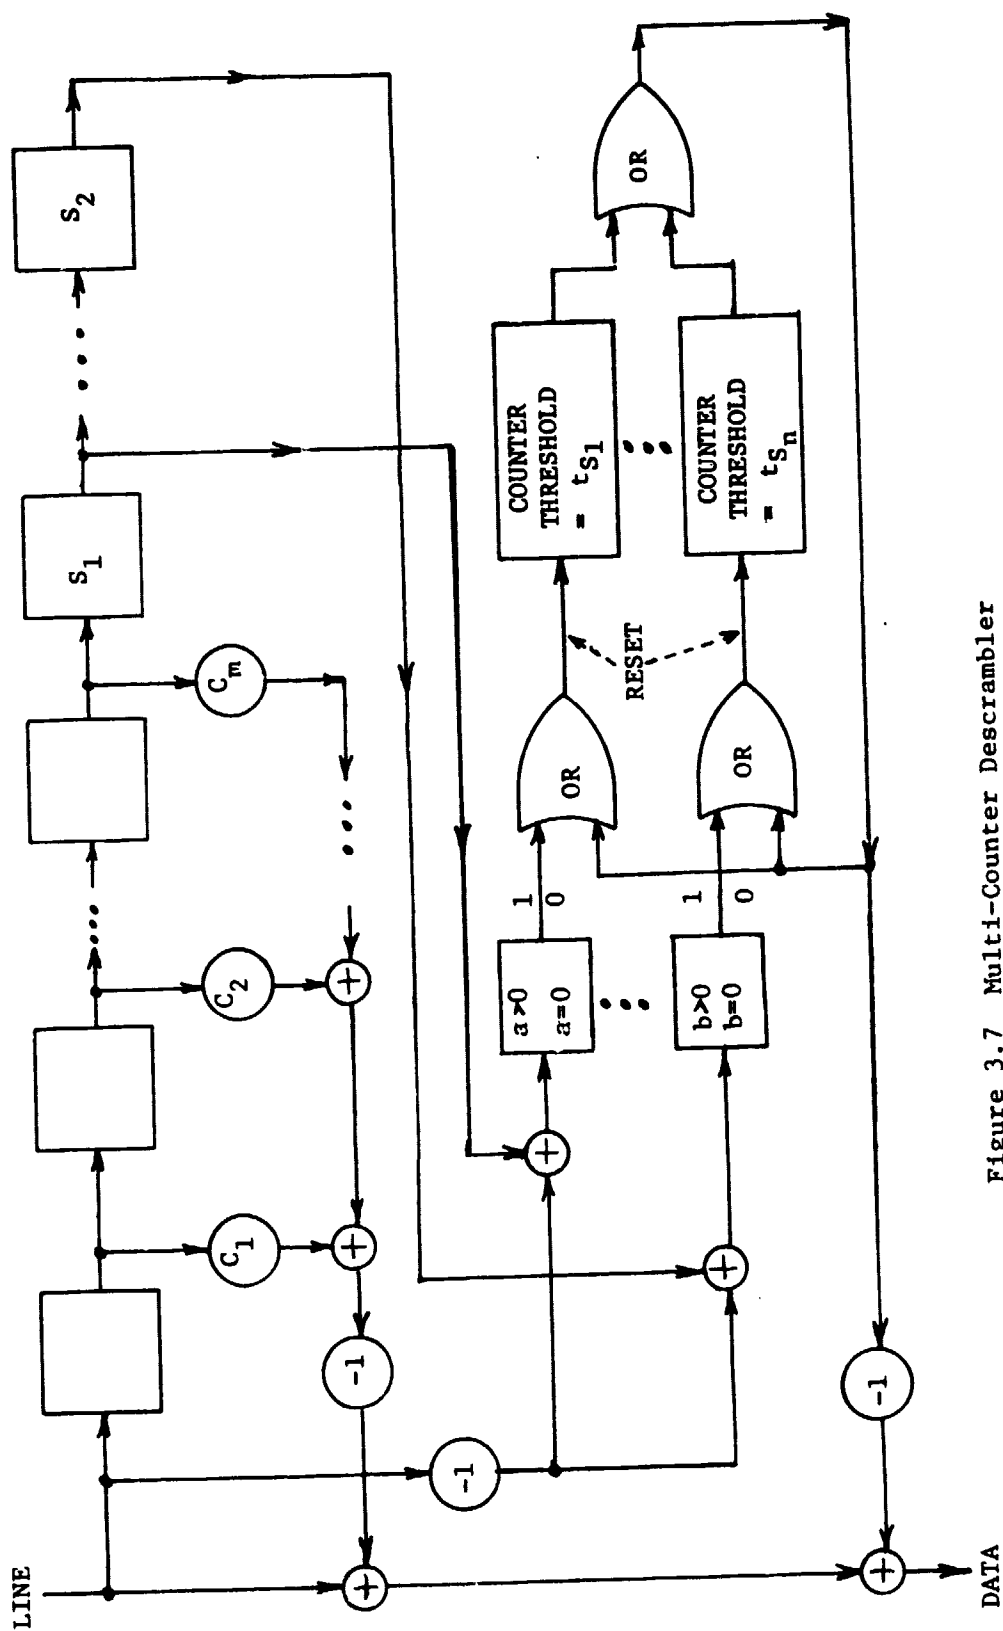 LINE
C1
C2
Cm
S1
S2
-1
-1
a>0
a=0
1
0
OR
COUNTER
THRESHOLD
= tS1
OR
RESET
b>0
b=0
1
0
OR
COUNTER
THRESHOLD
= tSn
-1
DATA
Figure 3.7 Multi-Counter Descrambler